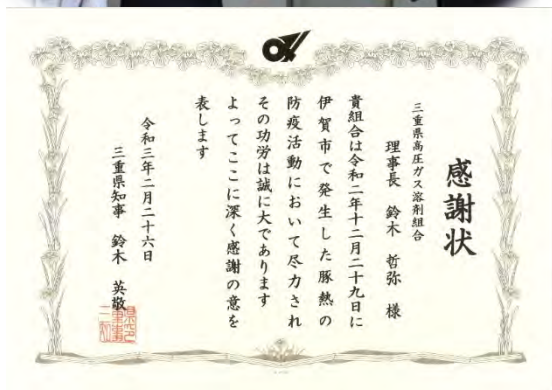 感謝状
三重県高圧ガス溶剤組合
理事長 鈴木 哲弥 様
貴組合は令和二年十二月二十九日に
伊賀市で発生した豚熱の
防疫活動において尽力され
その功労は誠に大であります
よってここに深く感謝の意を
表します
令和三年二月二十六日
三重県知事 鈴木 英敬